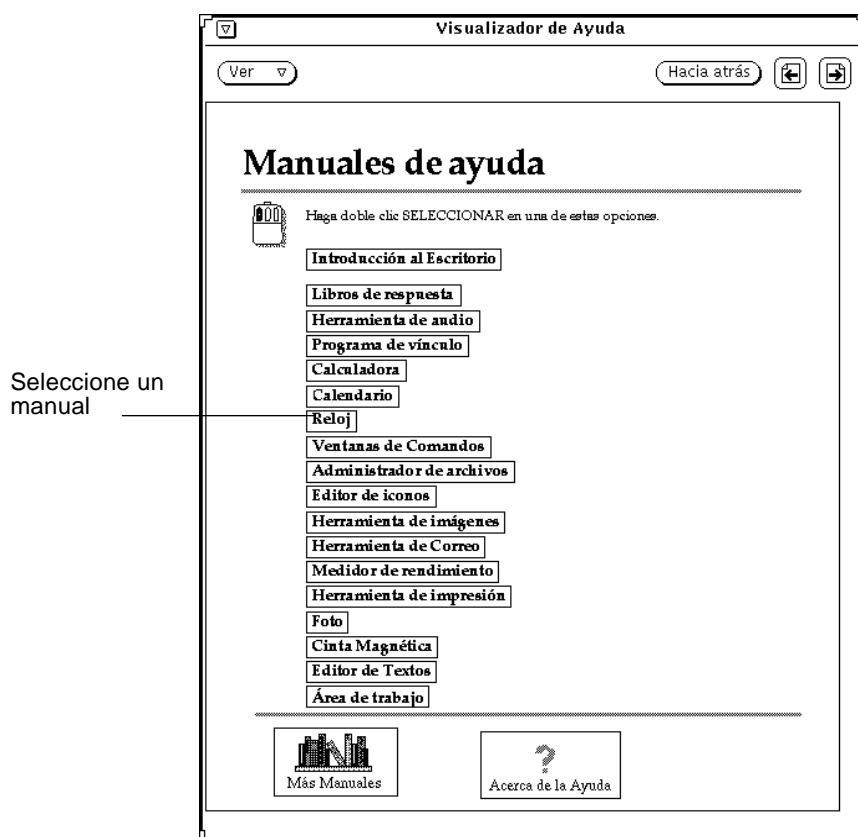 Visualizador de Ayuda
Ver
Hacia atrás
Manuales de ayuda
Haga doble clic SELECCIONAR en una de estas opciones.
Introducción al Escritorio
Libros de respuesta
Herramienta de audio
Programa de vínculo
Calculadora
Calendario
Seleccione un
manual
Reloj
Ventanas de Comandos
Administrador de archivos
Editor de iconos
Herramienta de imágenes
Herramienta de Correo
Medidor de rendimiento
Herramienta de impresión
Foto
Cinta Magnética
Editor de Textos
Área de trabajo
Más Manuales
?
Acerca de la Ayuda